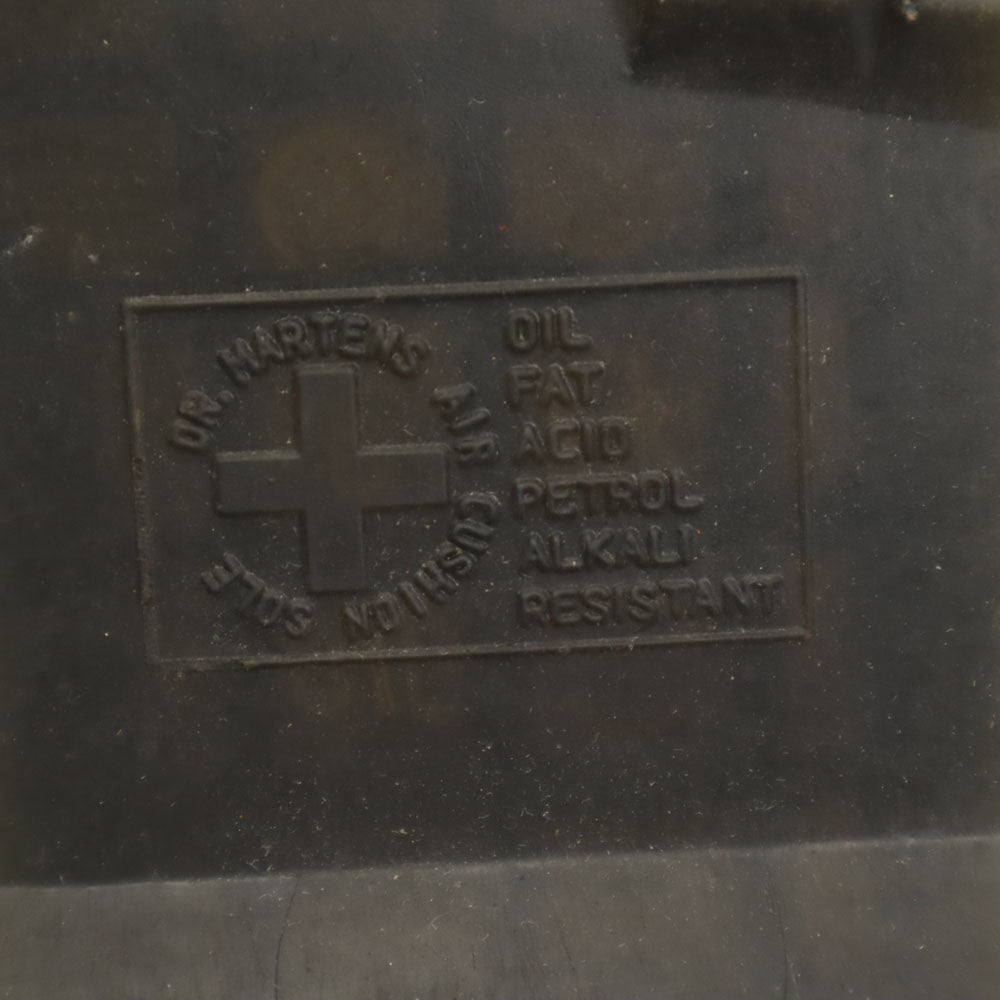 DR. MARTENS AIR CUSHION SOLE
OIL
FAT
ACID
PETROL
ALKALI
RESISTANT